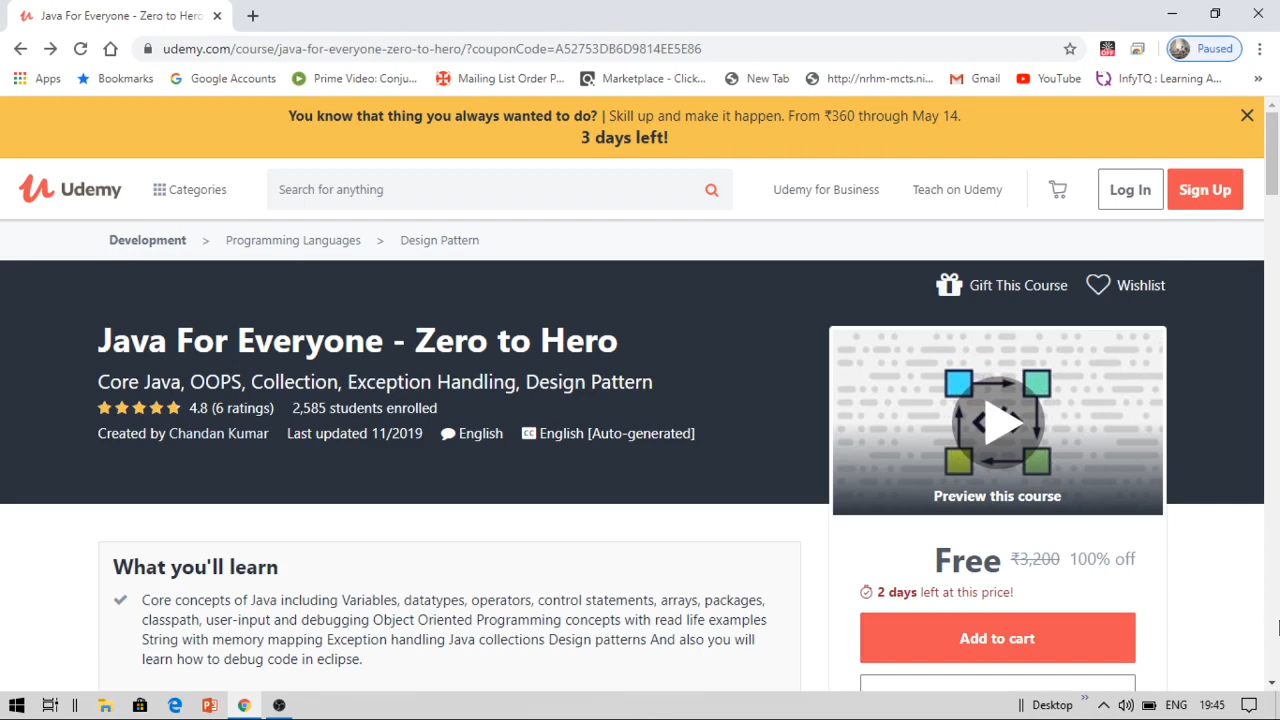 Java For Everyone - Zero to Hero
udemy.com/course/java-for-everyone-zero-to-hero/?couponCode=A52753DB6D9814EE5E86
Paused
Apps Bookmarks Google Accounts Prime Video: Conju... Mailing List Order P... Marketplace - Click... New Tab http://nrhm-mcts.ni... Gmail YouTube InfyTQ : Learning A... »
You know that thing you always wanted to do? | Skill up and make it happen. From ₹360 through May 14.
3 days left!
Udemy Categories Search for anything Udemy for Business Teach on Udemy Log In Sign Up
Development > Programming Languages > Design Pattern
Gift This Course Wishlist
Java For Everyone - Zero to Hero
Core Java, OOPS, Collection, Exception Handling, Design Pattern
4.8 (6 ratings) 2,585 students enrolled
Created by Chandan Kumar Last updated 11/2019 English CC English [Auto-generated]
Preview this course
Free ₹3,200 100% off
2 days left at this price!
Add to cart
What you'll learn
Core concepts of Java including Variables, datatypes, operators, control statements, arrays, packages,
classpath, user-input and debugging Object Oriented Programming concepts with read life examples
String with memory mapping Exception handling Java collections Design patterns And also you will
learn how to debug code in eclipse.
Desktop » ENG 19:45